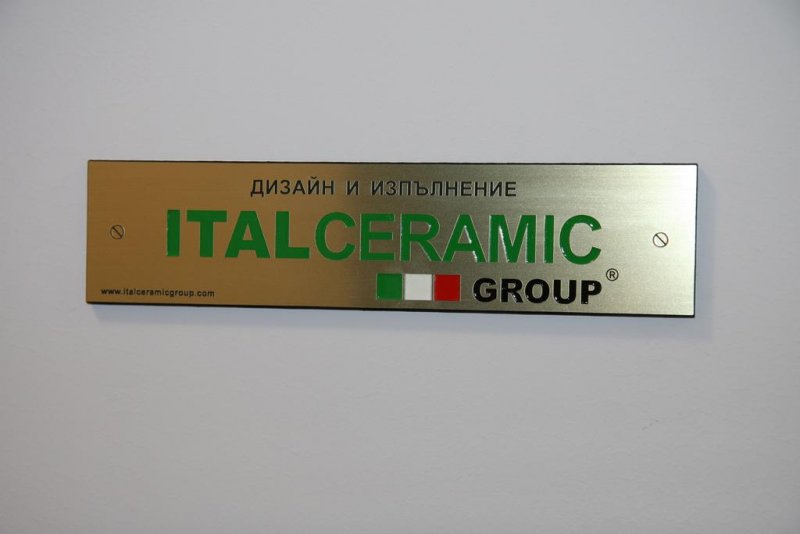 ДИЗАЙН И ИЗПЪЛНЕНИЕ
ITALCERAMIC
GROUP®
www.italceramicgroup.com